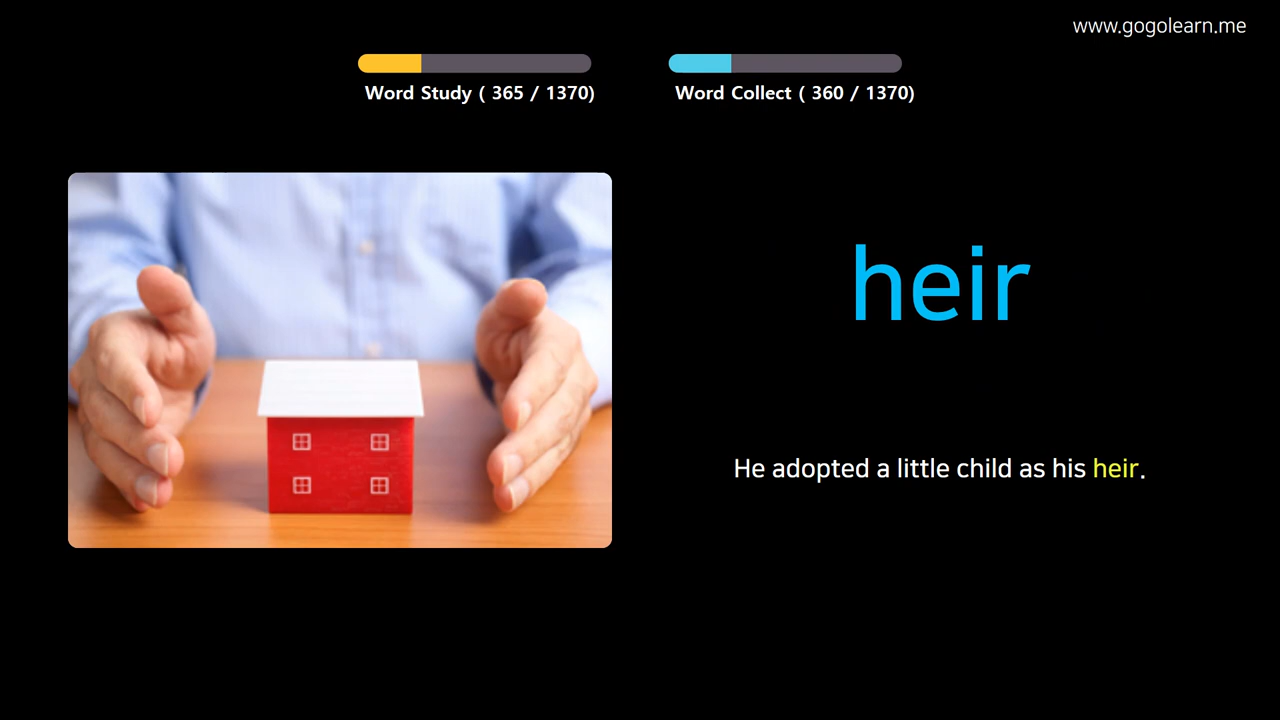 www.gogolearn.me
Word Study ( 365 / 1370)
Word Collect ( 360 / 1370)
heir
He adopted a little child as his heir.